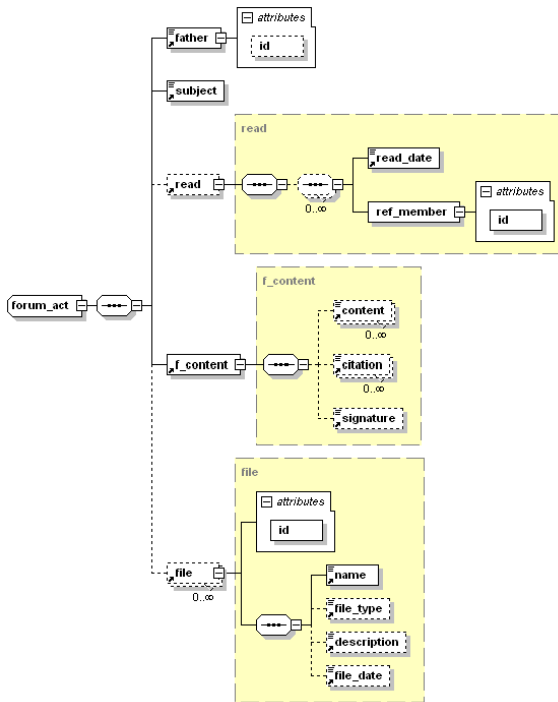 attributes
father
id
subject
read
read
read_date
0..∞
ref_member
attributes
id
forum_act
f_content
f_content
content
0..∞
citation
0..∞
signature
file
attributes
id
file
0..∞
name
file_type
description
file_date